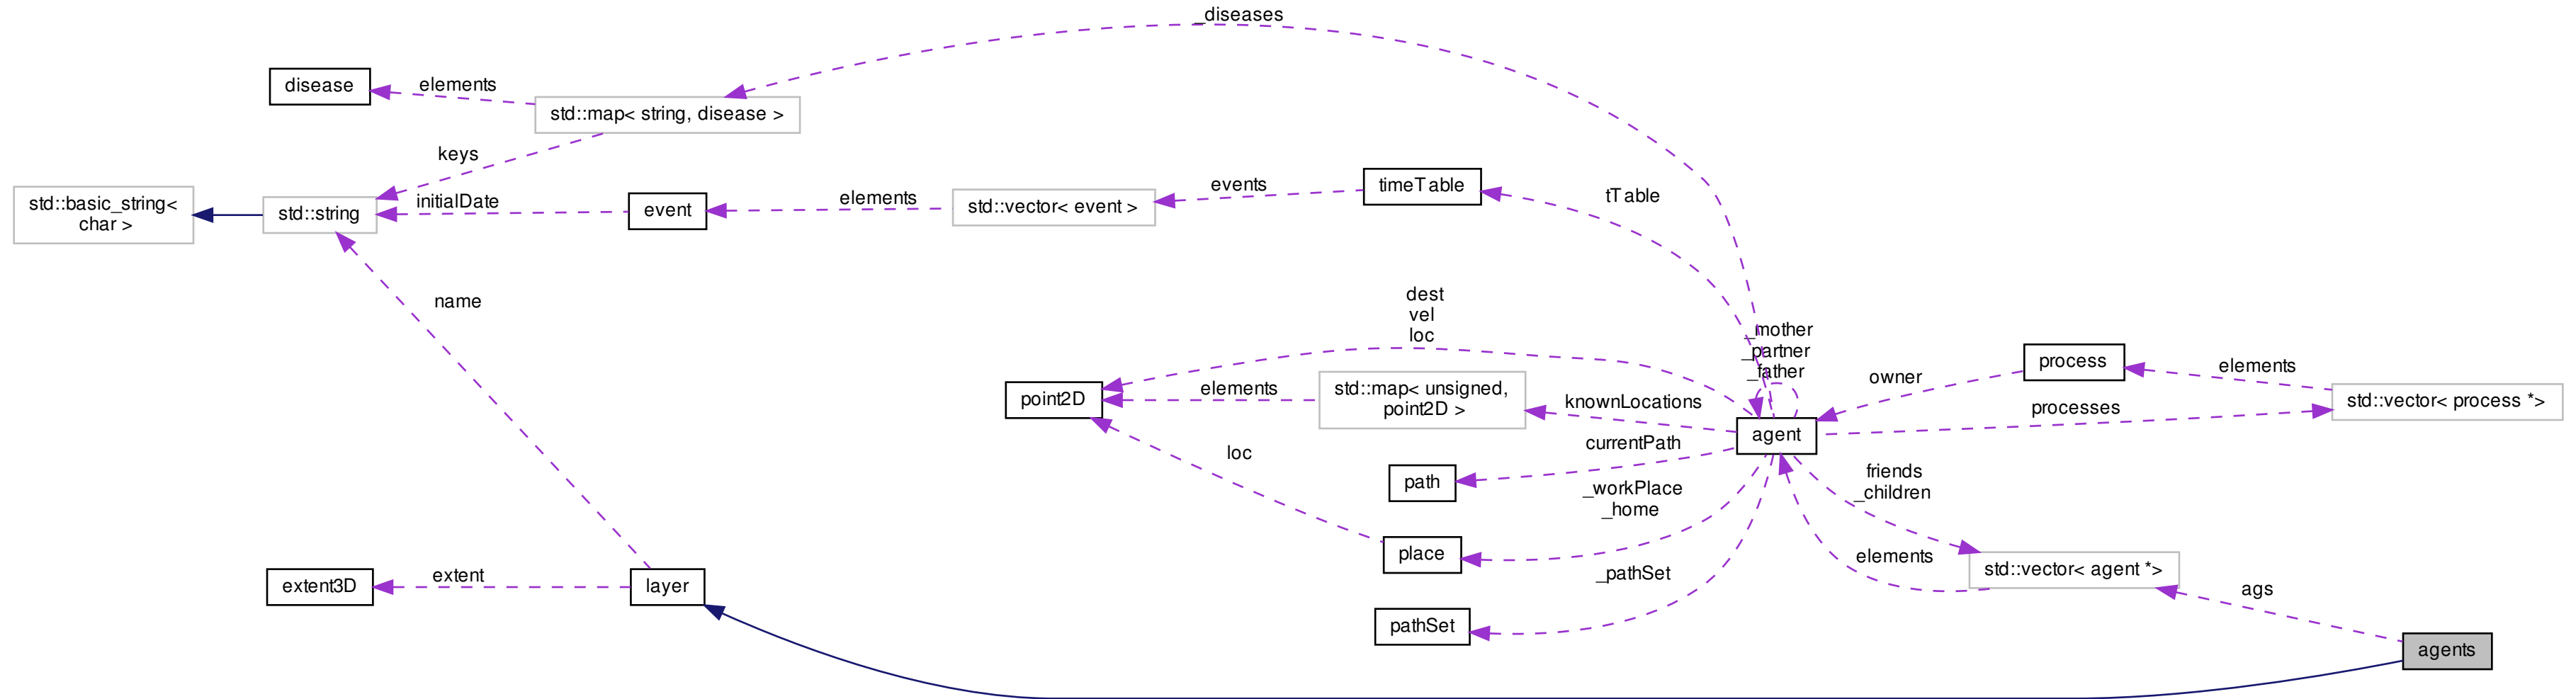 _diseases
disease
elements
std::map< string, disease >
keys
std::basic_string<
char >
std::string
initialDate
event
elements
std::vector< event >
events
timeTable
tTable
name
dest
vel
loc
_mother
_partner
_father
point2D
elements
std::map< unsigned,
point2D >
knownLocations
agent
owner
process
elements
std::vector< process *>
processes
currentPath
path
loc
_workPlace
_home
place
friends
_children
elements
std::vector< agent *>
_pathSet
pathSet
extent3D
extent
layer
ags
agents